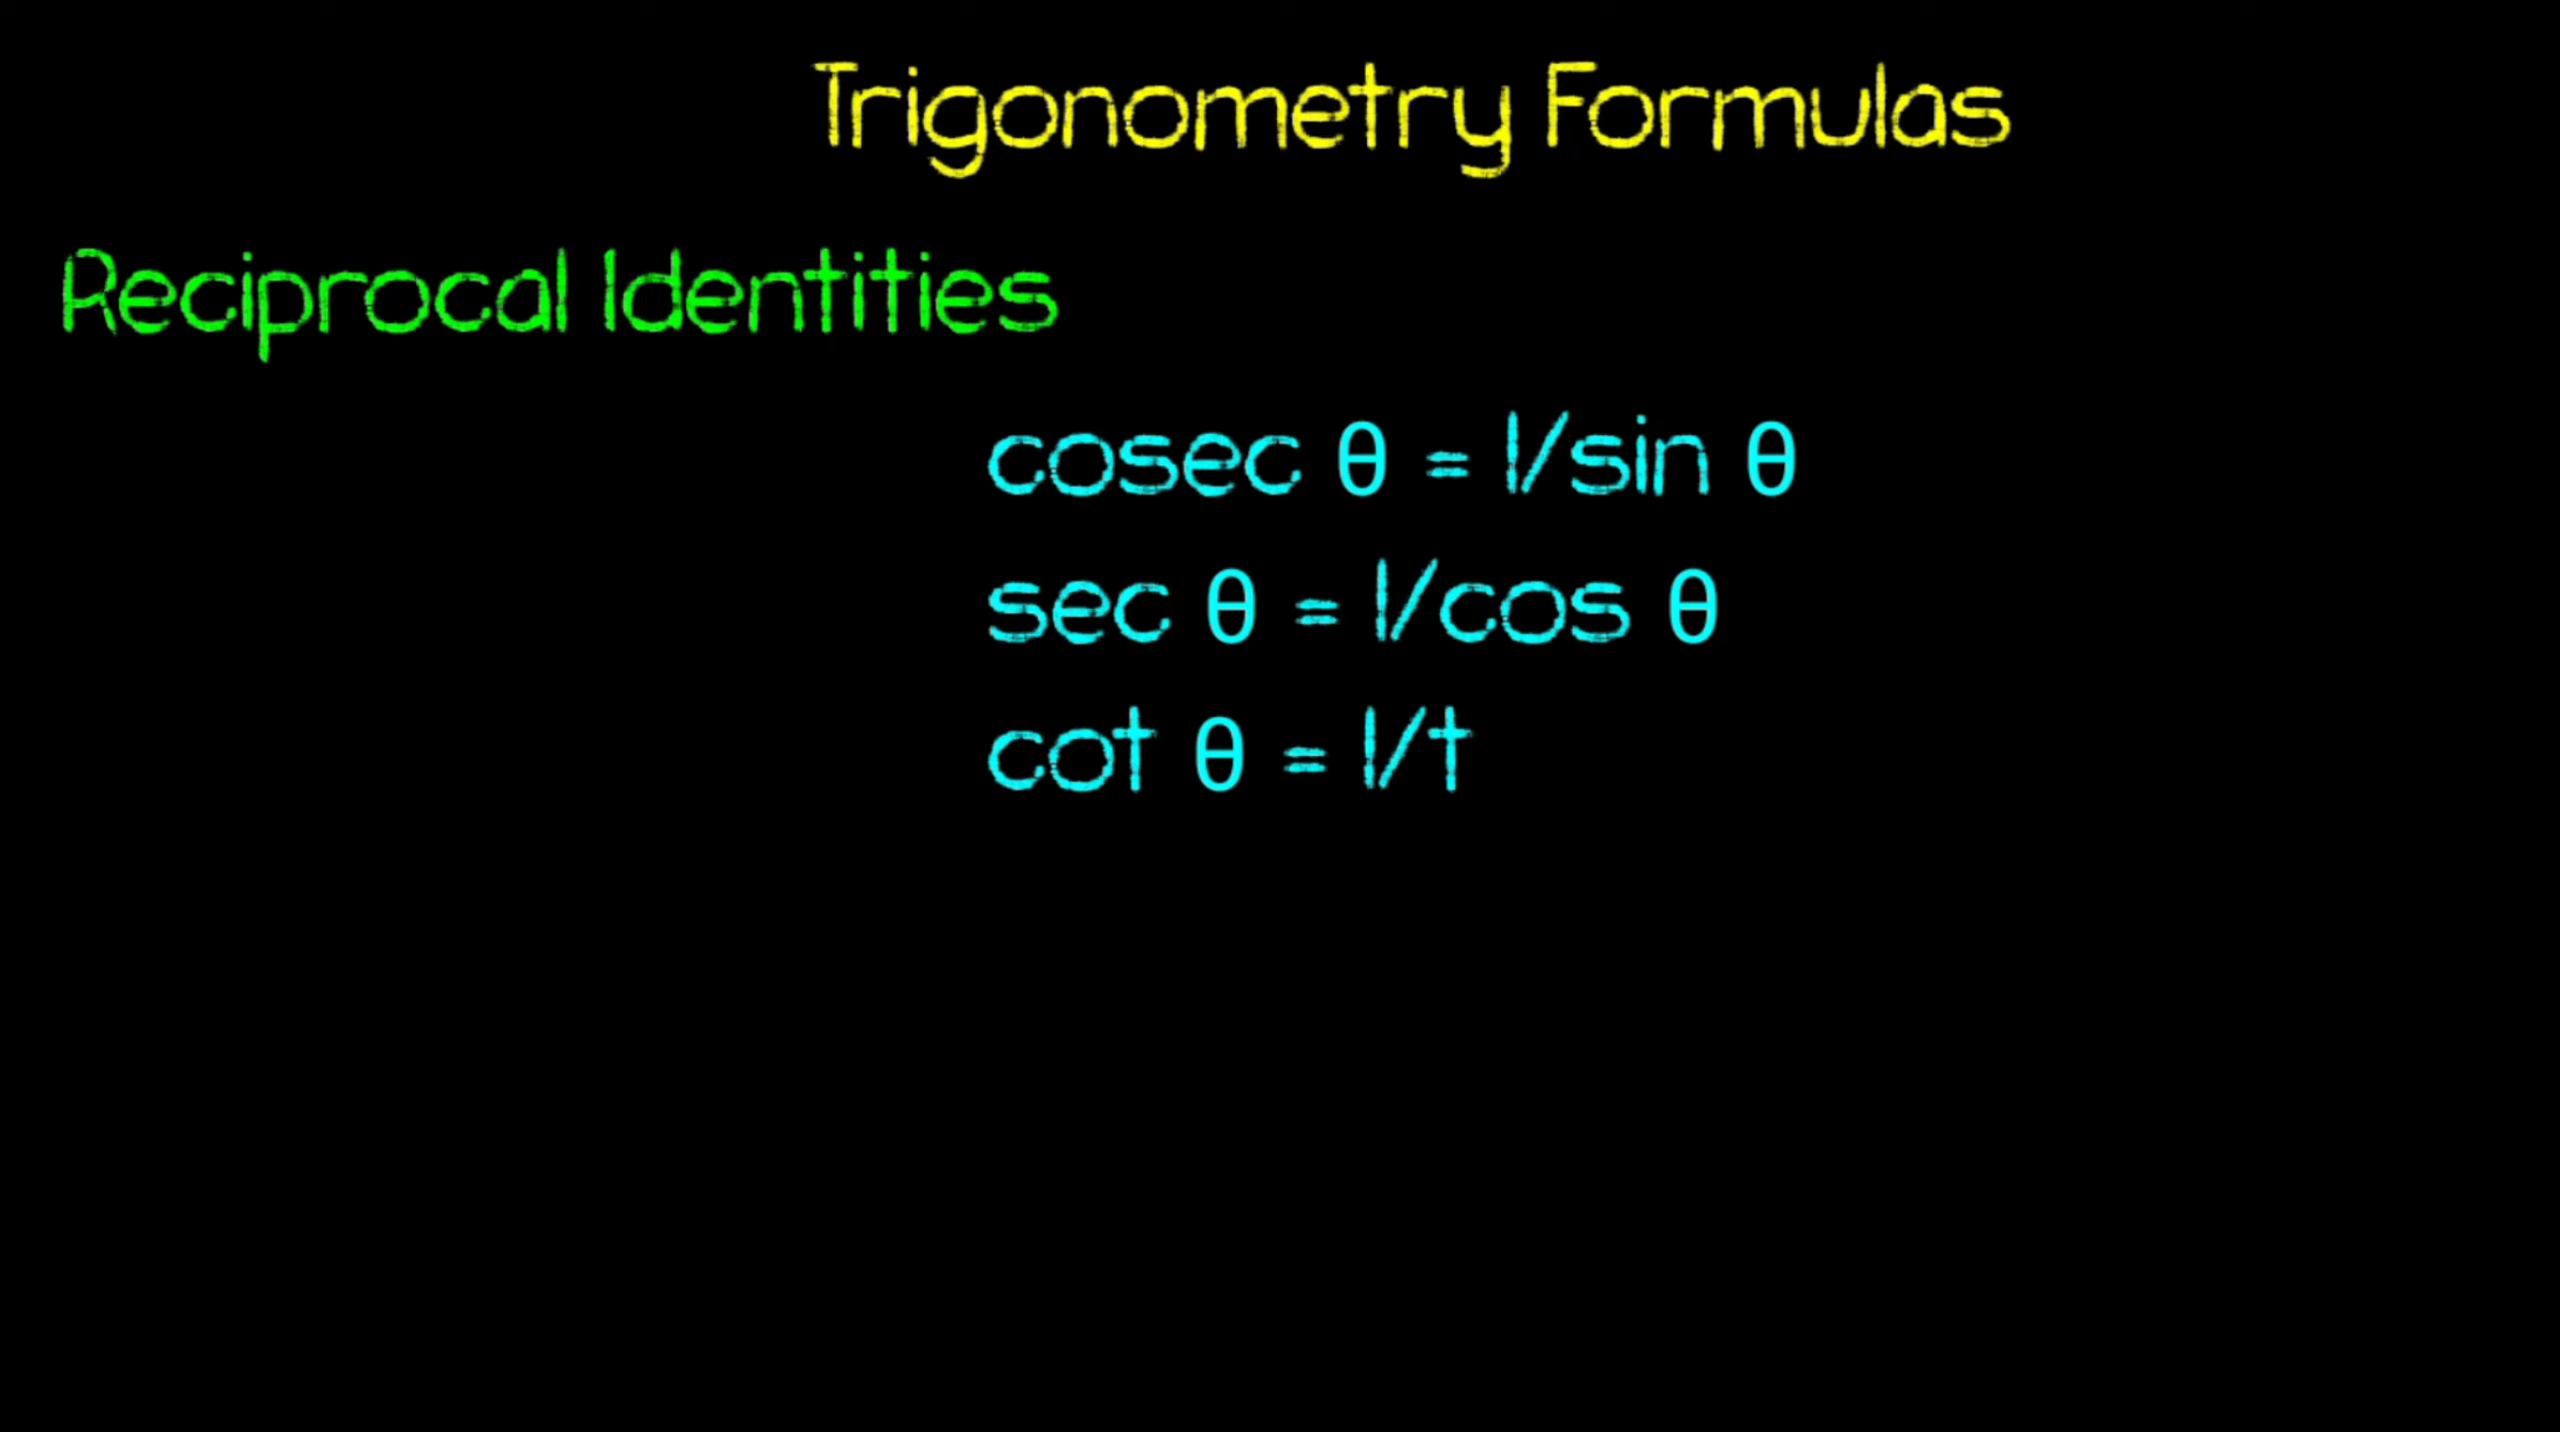 Trigonometry Formulas
Reciprocal Identities
cosec θ = 1/sin θ
sec θ = 1/cos θ
cot θ = 1/t